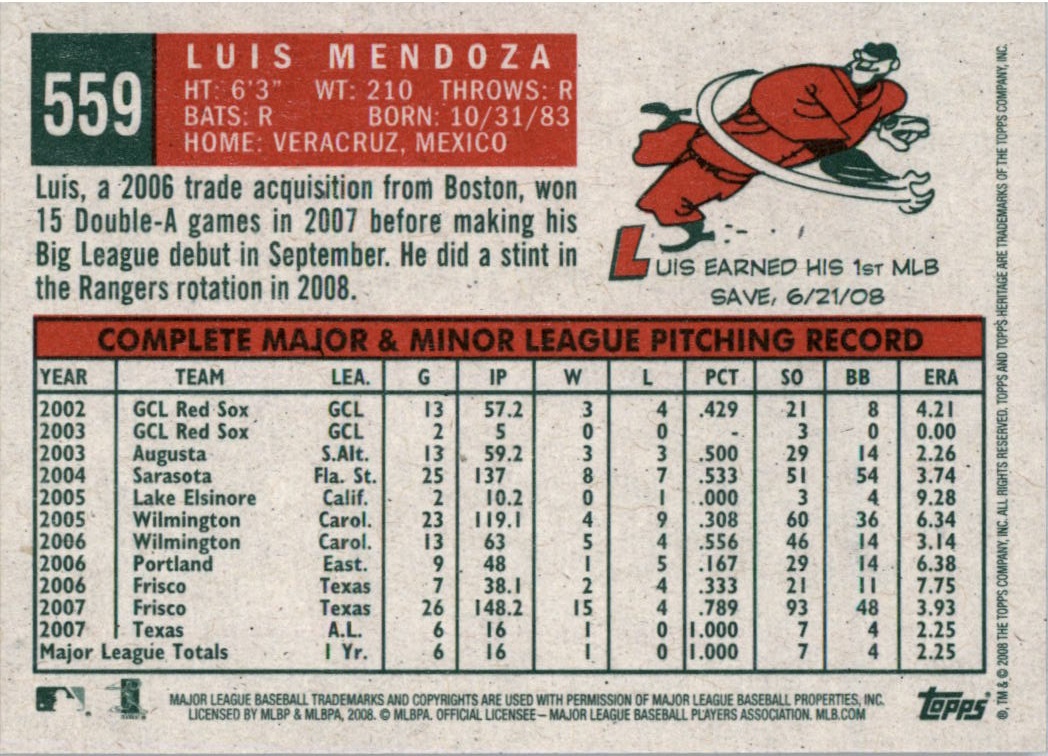 559
LUIS MENDOZA
HT: 6'3" WT: 210 THROWS: R
BATS: R BORN: 10/31/83
HOME: VERACRUZ, MEXICO
Luis, a 2006 trade acquisition from Boston, won
15 Double-A games in 2007 before making his
Big League debut in September. He did a stint in
the Rangers rotation in 2008.
LUIS EARNED HIS 1ST MLB
SAVE, 6/21/08
COMPLETE MAJOR & MINOR LEAGUE PITCHING RECORD
YEAR TEAM LEA. G IP W L PCT SO BB ERA
2002 GCL Red Sox GCL 13 57.2 3 4 .429 21 8 4.21
2003 GCL Red Sox GCL 2 5 0 0 - 3 0 0.00
2003 Augusta S.Alt. 13 59.2 3 3 .500 29 14 2.26
2004 Sarasota Fla. St. 25 137 8 7 .533 51 54 3.74
2005 Lake Elsinore Calif. 2 10.2 0 1 .000 3 4 9.28
2005 Wilmington Carol. 23 119.1 4 9 .308 60 36 6.34
2006 Wilmington Carol. 13 63 5 4 .556 46 14 3.14
2006 Portland East. 9 48 1 5 .167 29 14 6.38
2006 Frisco Texas 7 38.1 2 4 .333 21 11 7.75
2007 Frisco Texas 26 148.2 15 4 .789 93 48 3.93
2007 Texas A.L. 6 16 1 0 1.000 7 4 2.25
Major League Totals 1 Yr. 6 16 1 0 1.000 7 4 2.25
MAJOR LEAGUE BASEBALL TRADEMARKS AND COPYRIGHTS ARE USED WITH PERMISSION OF MAJOR LEAGUE BASEBALL PROPERTIES, INC.
LICENSED BY MLBP & MLBPA, 2008. © MLBPA. OFFICIAL LICENSEE – MAJOR LEAGUE BASEBALL PLAYERS ASSOCIATION. MLB.COM
Topps
®, TM & © 2008 THE TOPPS COMPANY, INC. ALL RIGHTS RESERVED. TOPPS AND TOPPS HERITAGE ARE TRADEMARKS OF THE TOPPS COMPANY, INC.